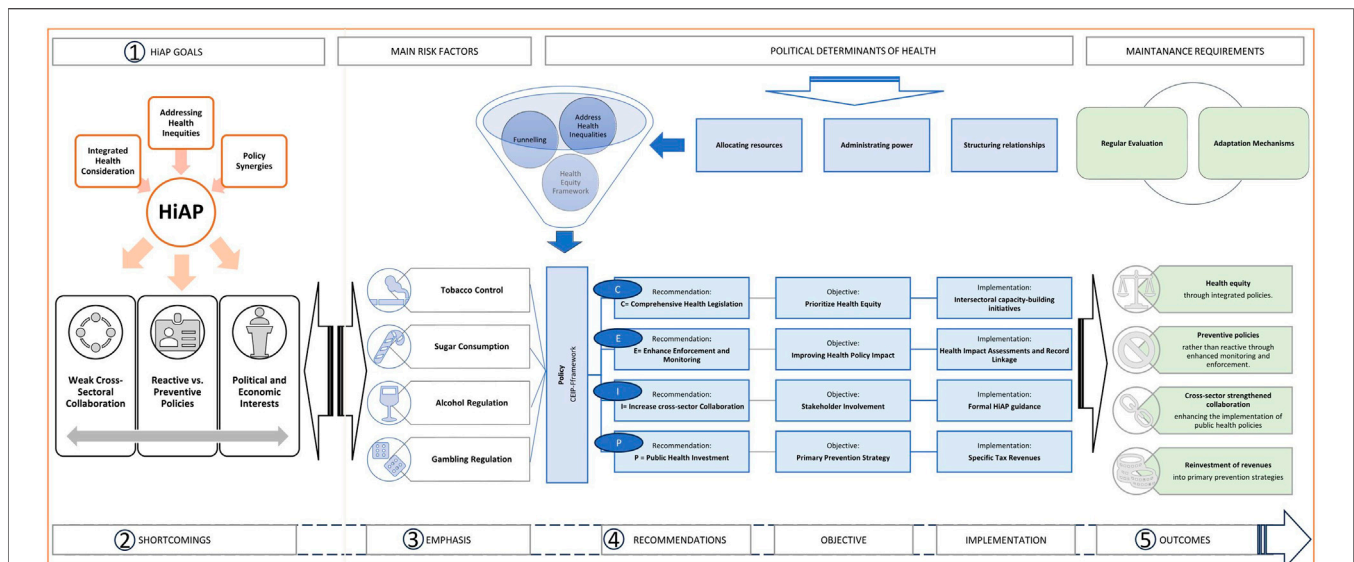 ① HiAP GOALS
MAIN RISK FACTORS
POLITICAL DETERMINANTS OF HEALTH
MAINTANANCE REQUIREMENTS
Addressing
Health
Inequities
Integrated
Health
Consideration
Policy
Synergies
HiAP
Weak Cross-
Sectoral
Collaboration
Reactive vs.
Preventive
Policies
Political and
Economic
Interests
Tobacco Control
Sugar Consumption
Alcohol Regulation
Gambling Regulation
Funnelling
Address
Health
Inequalities
Health
Equity
Framework
Allocating resources
Administrating power
Structuring relationships
Regular Evaluation
Adaptation Mechanisms
Policy
CEIP-Fframework
C
Recommendation:
C= Comprehensive Health Legislation
Objective:
Prioritize Health Equity
Implementation:
Intersectoral capacity-building
initiatives
E
Recommendation:
E= Enhance Enforcement and
Monitoring
Objective:
Improving Health Policy Impact
Implementation:
Health Impact Assessments and Record
Linkage
I
Recommendation:
I= Increase cross-sector Collaboration
Objective:
Stakeholder Involvement
Implementation:
Formal HiAP guidance
P
Recommendation:
P = Public Health Investment
Objective:
Primary Prevention Strategy
Implementation:
Specific Tax Revenues
Health equity
through integrated policies.
Preventive policies
rather than reactive through
enhanced monitoring and
enforcement.
Cross-sector strengthened
collaboration
enhancing the implementation of
public health policies
Reinvestment of revenues
into primary prevention strategies
② SHORTCOMINGS
③ EMPHASIS
④ RECOMMENDATIONS
OBJECTIVE
IMPLEMENTATION
⑤ OUTCOMES